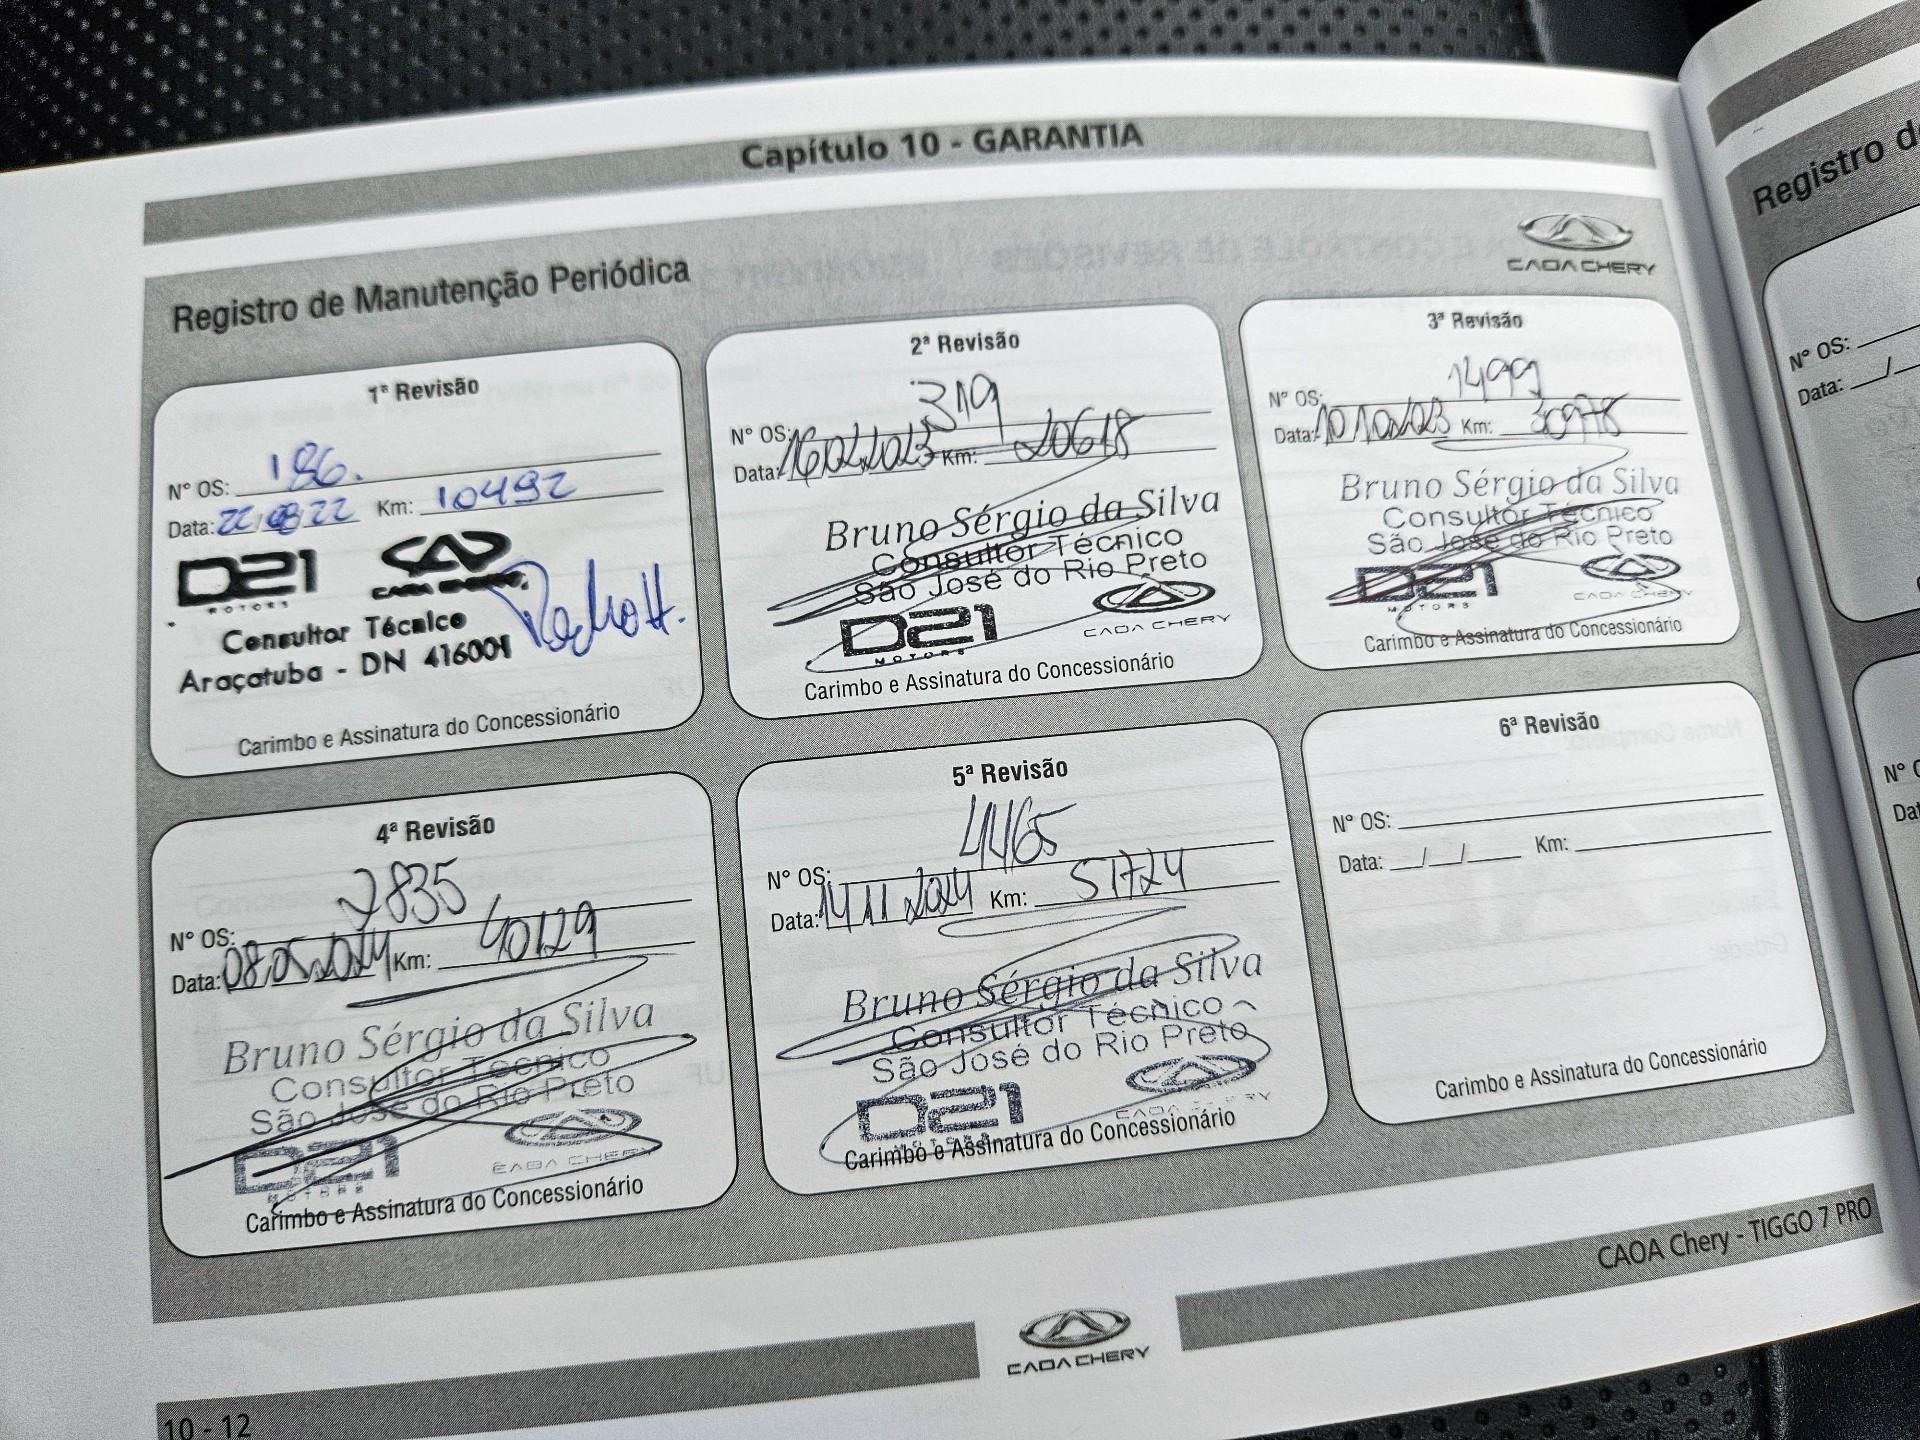 Capítulo 10 - GARANTIA
Registro de Manutenção Periódica
CAOA CHERY
1ª Revisão
Nº OS: 186.
Data: 22/08/22 Km: 10492
D21 MOTORS
Consultor Técnico
Araçatuba - DN 416001
Carimbo e Assinatura do Concessionário
2ª Revisão
Nº OS: 319
Data: 16/02/2023 Km: 20618
Bruno Sérgio da Silva
Consultor Técnico
São José do Rio Preto
D21 MOTORS CAOA CHERY
Carimbo e Assinatura do Concessionário
3ª Revisão
Nº OS: 1499
Data: 10/10/2023 Km: 30978
Bruno Sérgio da Silva
Consultor Técnico
São José do Rio Preto
D21 MOTORS CAOA CHERY
Carimbo e Assinatura do Concessionário
4ª Revisão
Nº OS: 2835
Data: 08/05/2024 Km: 40129
Bruno Sérgio da Silva
Consultor Técnico
São José do Rio Preto
D21 MOTORS CAOA CHERY
Carimbo e Assinatura do Concessionário
5ª Revisão
Nº OS: 4465
Data: 14/11/2024 Km: 51724
Bruno Sérgio da Silva
Consultor Técnico
São José do Rio Preto
D21 MOTORS CAOA CHERY
Carimbo e Assinatura do Concessionário
6ª Revisão
Nº OS:
Data: __/__/____ Km:
Carimbo e Assinatura do Concessionário
CAOA Chery - TIGGO 7 PRO
CAOA CHERY
10 - 12
Registro d
Nº OS:
Data: __/
Nº